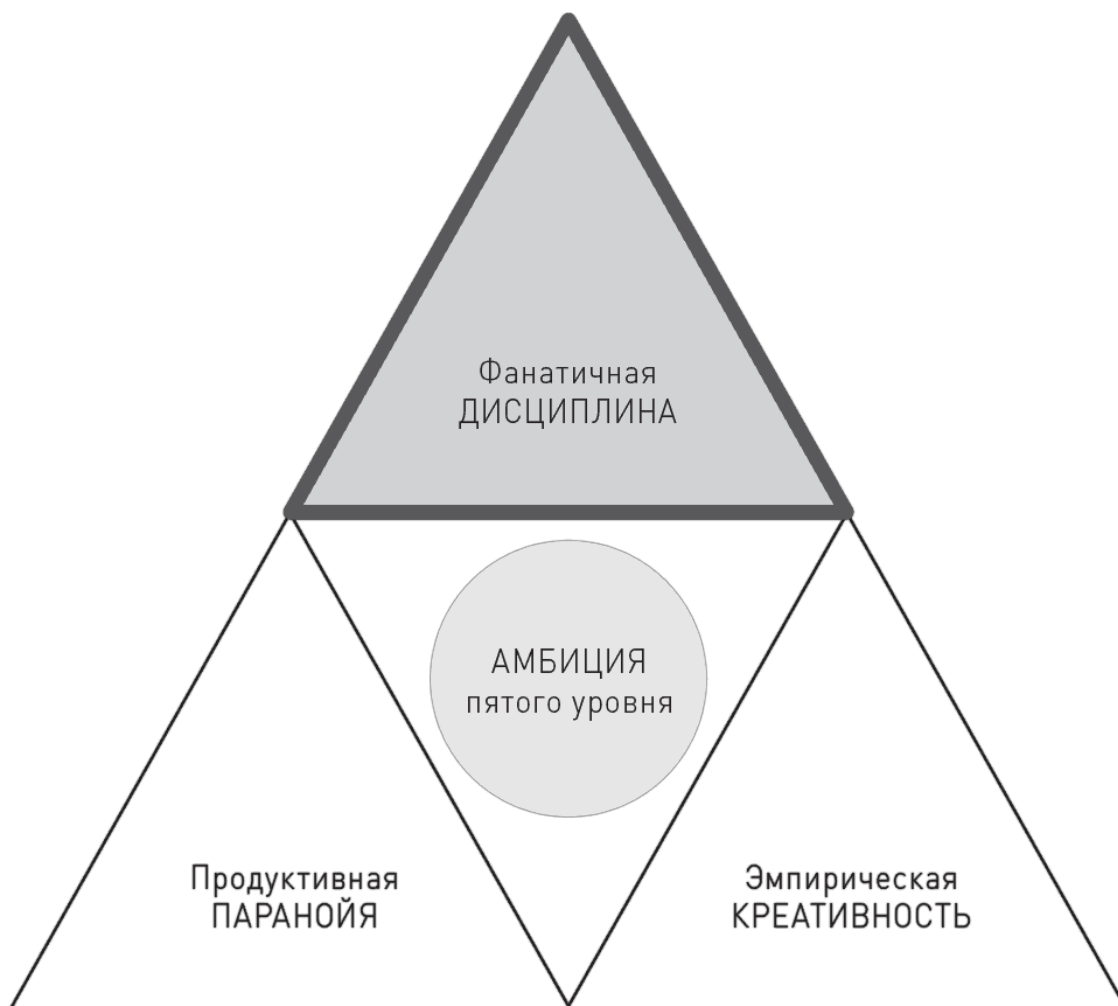 Фанатичная
ДИСЦИПЛИНА
АМБИЦИЯ
пятого уровня
Продуктивная
ПАРАНОЙЯ
Эмпирическая
КРЕАТИВНОСТЬ